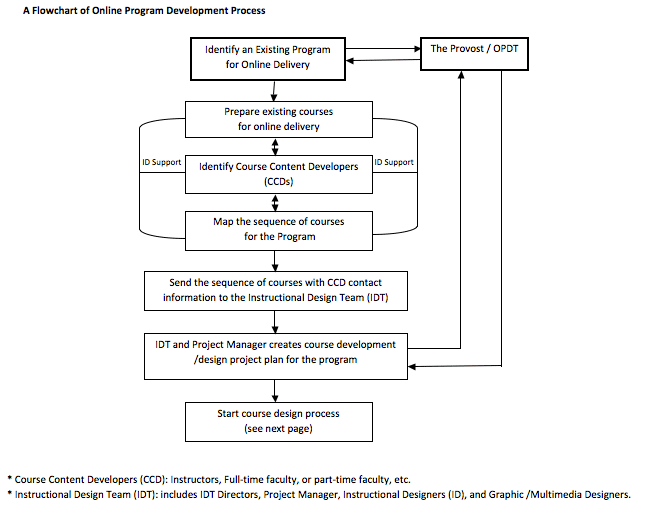 A Flowchart of Online Program Development Process
Identify an Existing Program
for Online Delivery
The Provost / OPDT
Prepare existing courses
for online delivery
ID Support
Identify Course Content Developers
(CCDs)
ID Support
Map the sequence of courses
for the Program
Send the sequence of courses with CCD contact
information to the Instructional Design Team (IDT)
IDT and Project Manager creates course development
/design project plan for the program
Start course design process
(see next page)
* Course Content Developers (CCD): Instructors, Full-time faculty, or part-time faculty, etc.
* Instructional Design Team (IDT): includes IDT Directors, Project Manager, Instructional Designers (ID), and Graphic /Multimedia Designers.